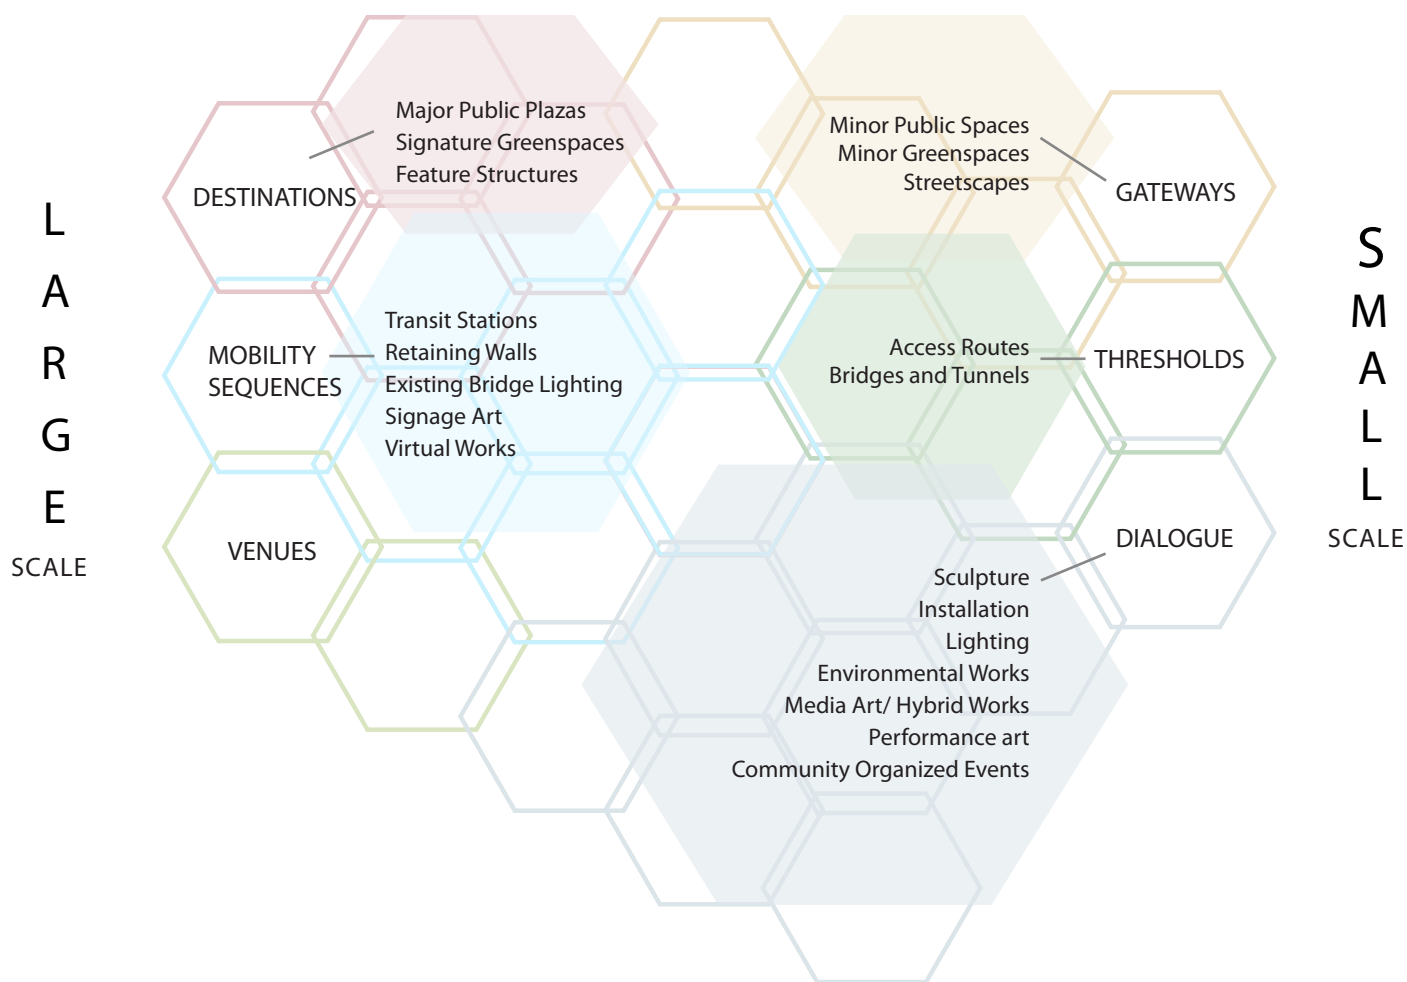 LARGE
SCALE
DESTINATIONS
Major Public Plazas
Signature Greenspaces
Feature Structures
MOBILITY
SEQUENCES
Transit Stations
Retaining Walls
Existing Bridge Lighting
Signage Art
Virtual Works
VENUES
Minor Public Spaces
Minor Greenspaces
Streetscapes
GATEWAYS
Access Routes
Bridges and Tunnels
THRESHOLDS
DIALOGUE
Sculpture
Installation
Lighting
Environmental Works
Media Art/ Hybrid Works
Performance art
Community Organized Events
SMALL
SCALE